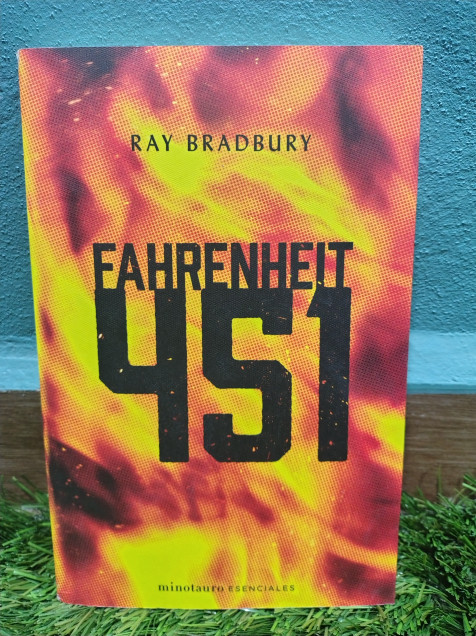 RAY BRADBURY
FAHRENHEIT
451
minotauro ESENCIALES